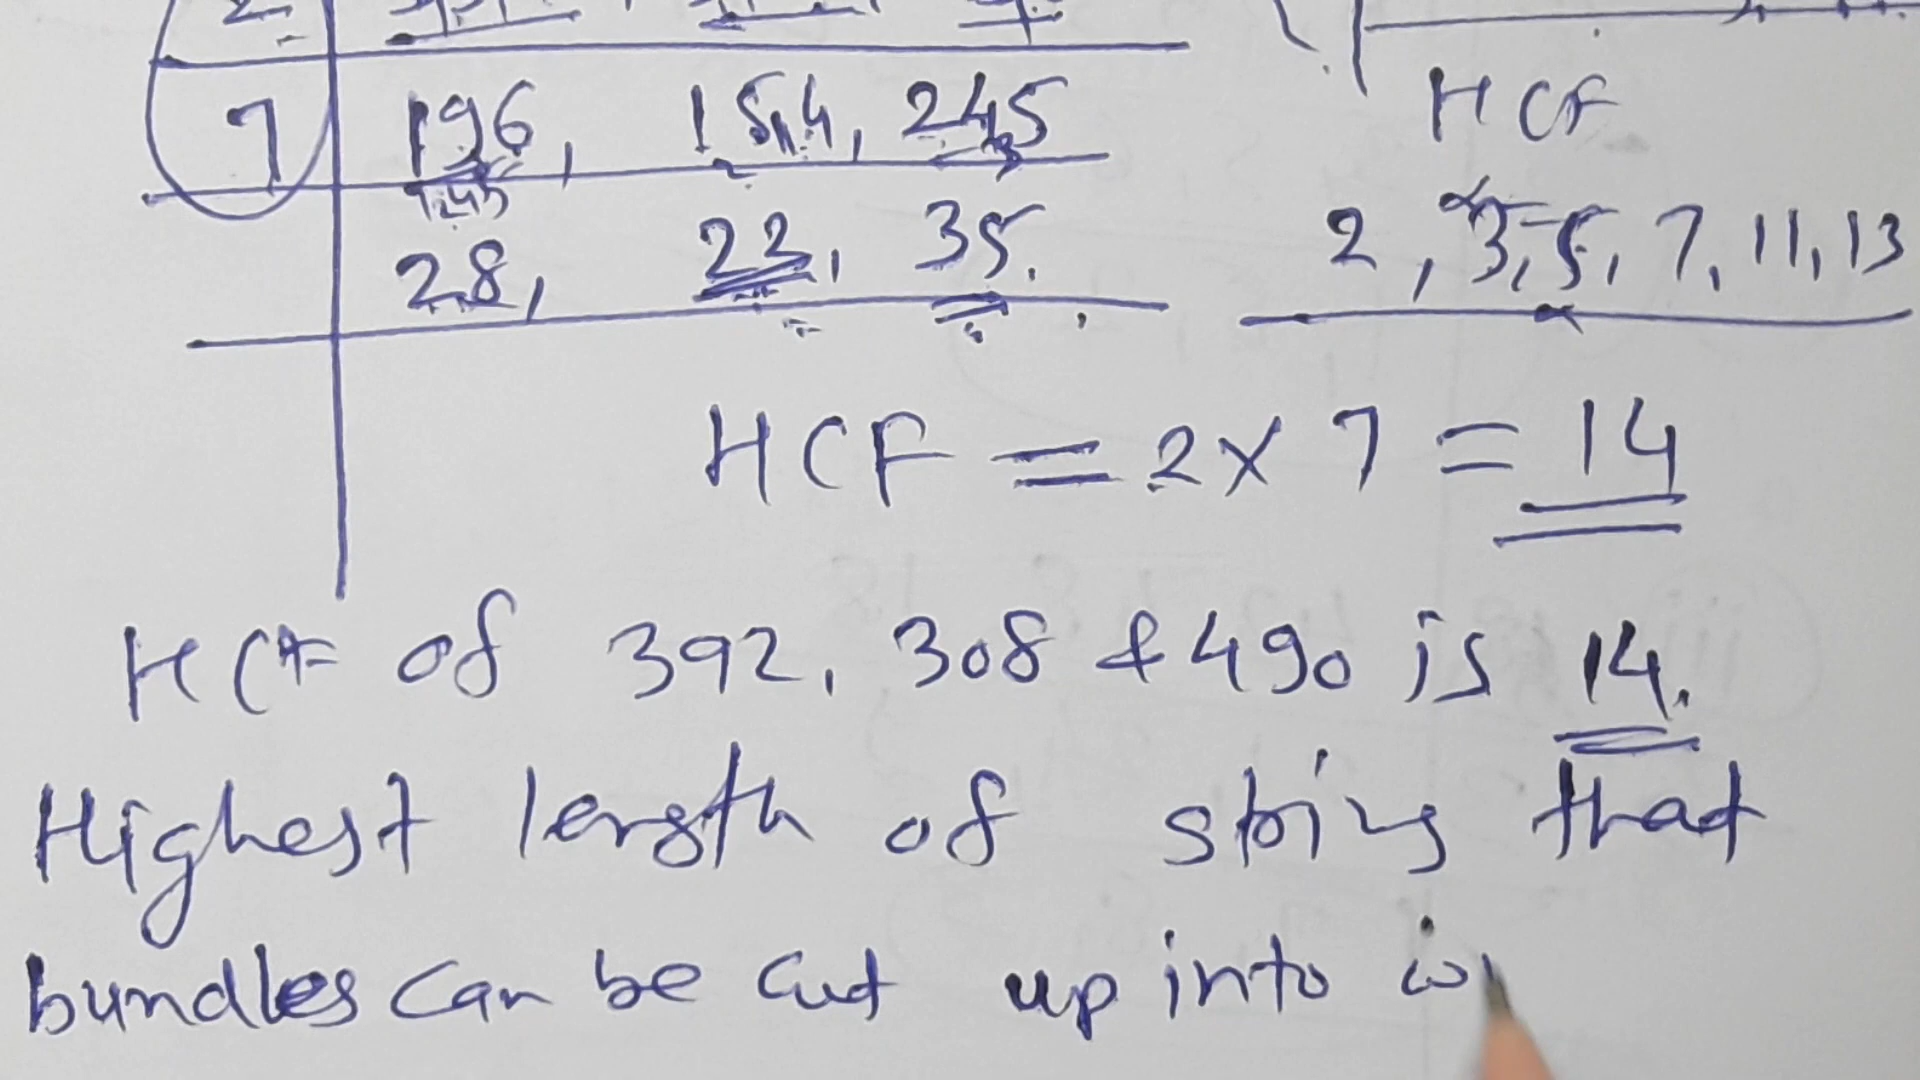 7 196, 154, 245
HCF
28, 22, 35.
2, 3, 5, 7, 11, 13
HCF = 2 x 7 = 14
HCF of 392, 308 & 490 is 14.
Highest length of string that
bundles can be cut up into is